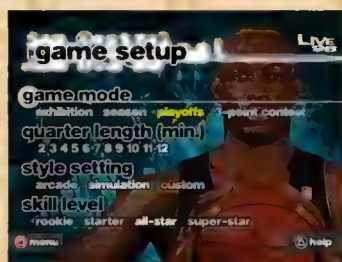 LIVE 98
game setup
game mode
exhibition season playoffs 3-point contest
quarter length (min.)
2 3 4 5 6 7 8 9 10 11 12
style setting
arcade simulation custom
skill level
rookie starter all-star super-star
menu help